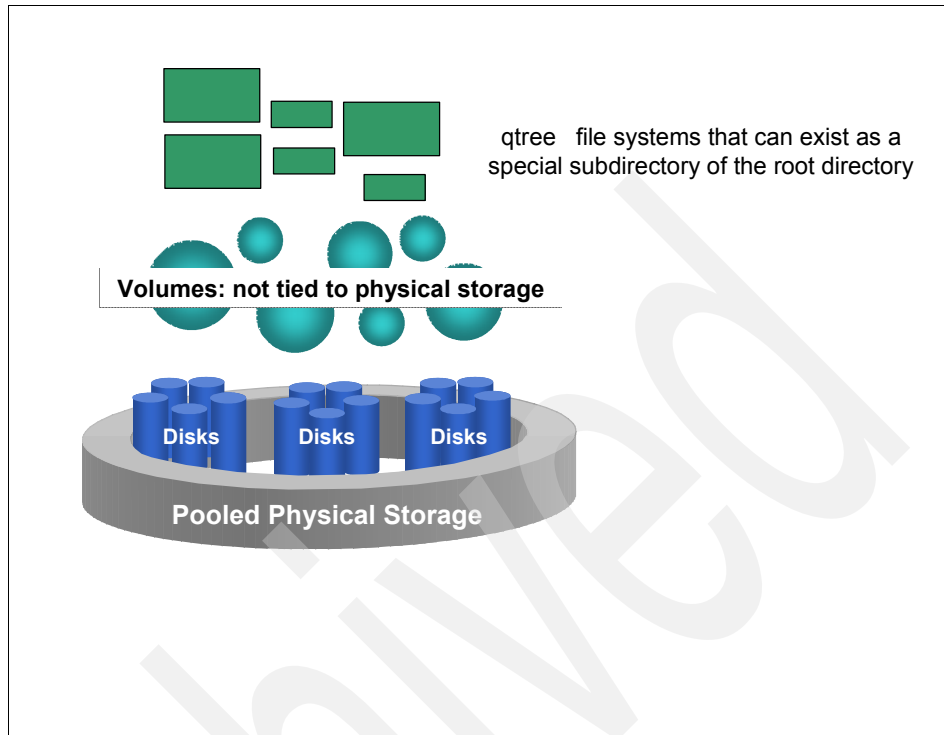 qtree file systems that can exist as a
special subdirectory of the root directory
Volumes: not tied to physical storage
Disks Disks Disks
Pooled Physical Storage
hived